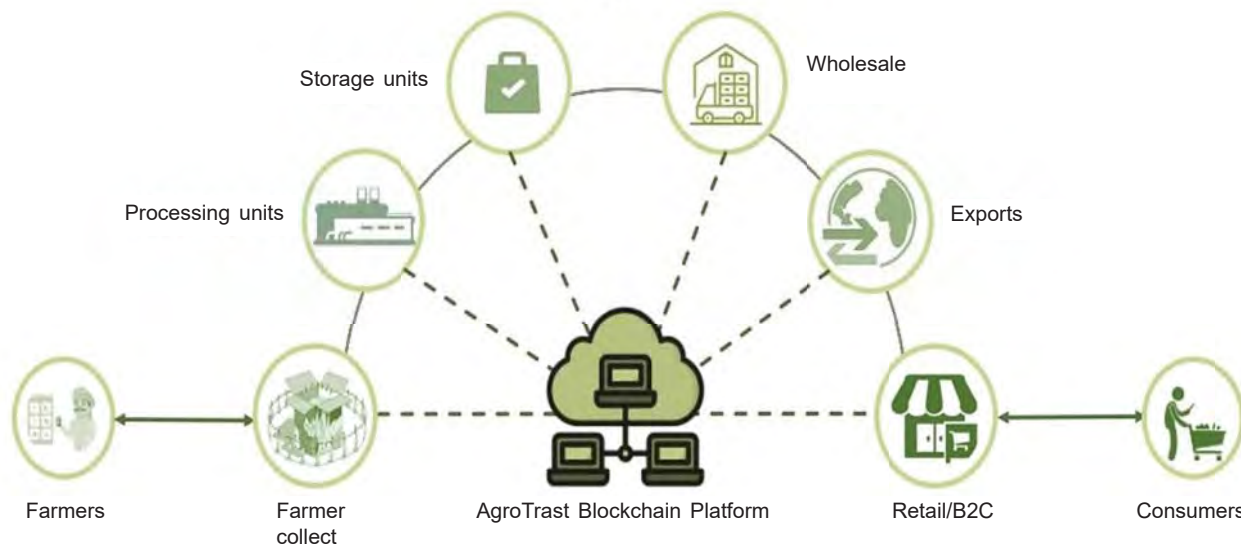 Storage units
Wholesale
Processing units
Exports
Farmers
Farmer
collect
AgroTrast Blockchain Platform
Retail/B2C
Consumers